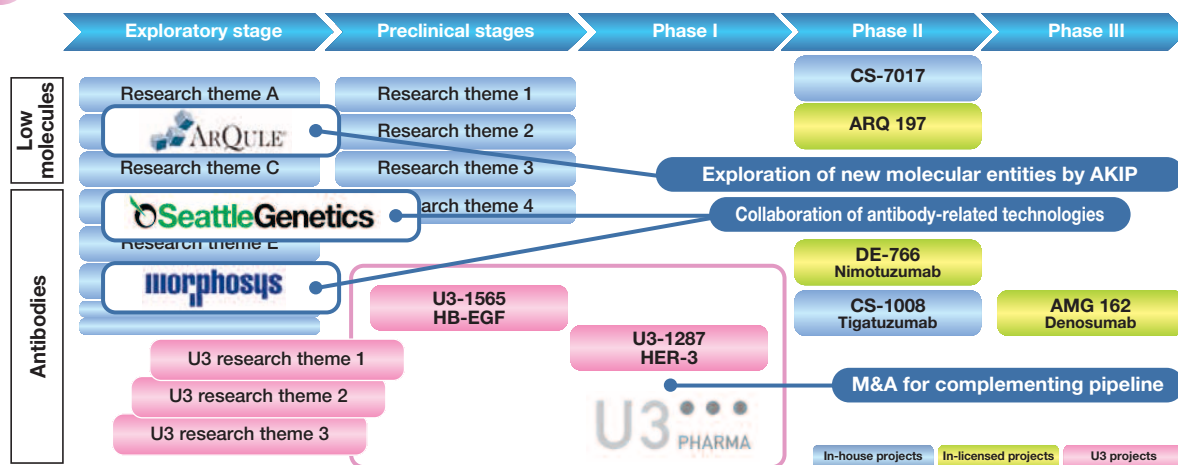 Exploratory stage
Preclinical stages
Phase I
Phase II
Phase III
Low molecules
Research theme A
Research theme 1
CS-7017
ARQULE
Research theme 2
ARQ 197
Research theme C
Research theme 3
Exploration of new molecular entities by AKIP
Antibodies
SeattleGenetics
arch theme 4
Collaboration of antibody-related technologies
Research theme E
morphosys
DE-766
Nimotuzumab
U3-1565
HB-EGF
CS-1008
Tigatuzumab
AMG 162
Denosumab
U3-1287
HER-3
U3 research theme 1
U3 research theme 2
U3 research theme 3
M&A for complementing pipeline
U3 PHARMA
In-house projects
In-licensed projects
U3 projects